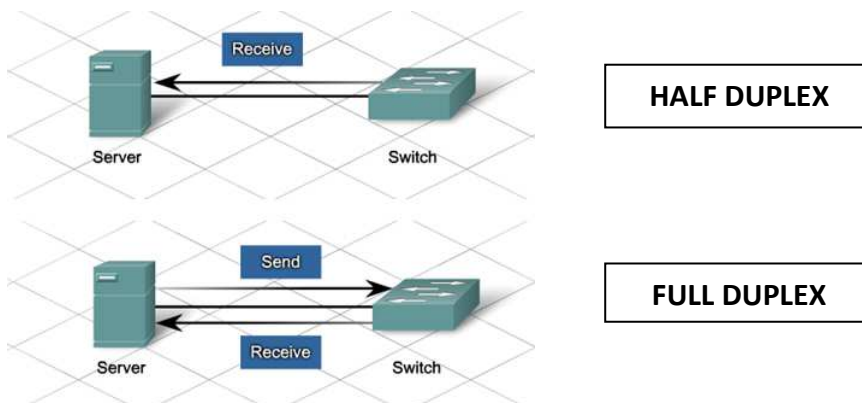 Receive
HALF DUPLEX
Server Switch
Send
FULL DUPLEX
Receive
Server Switch